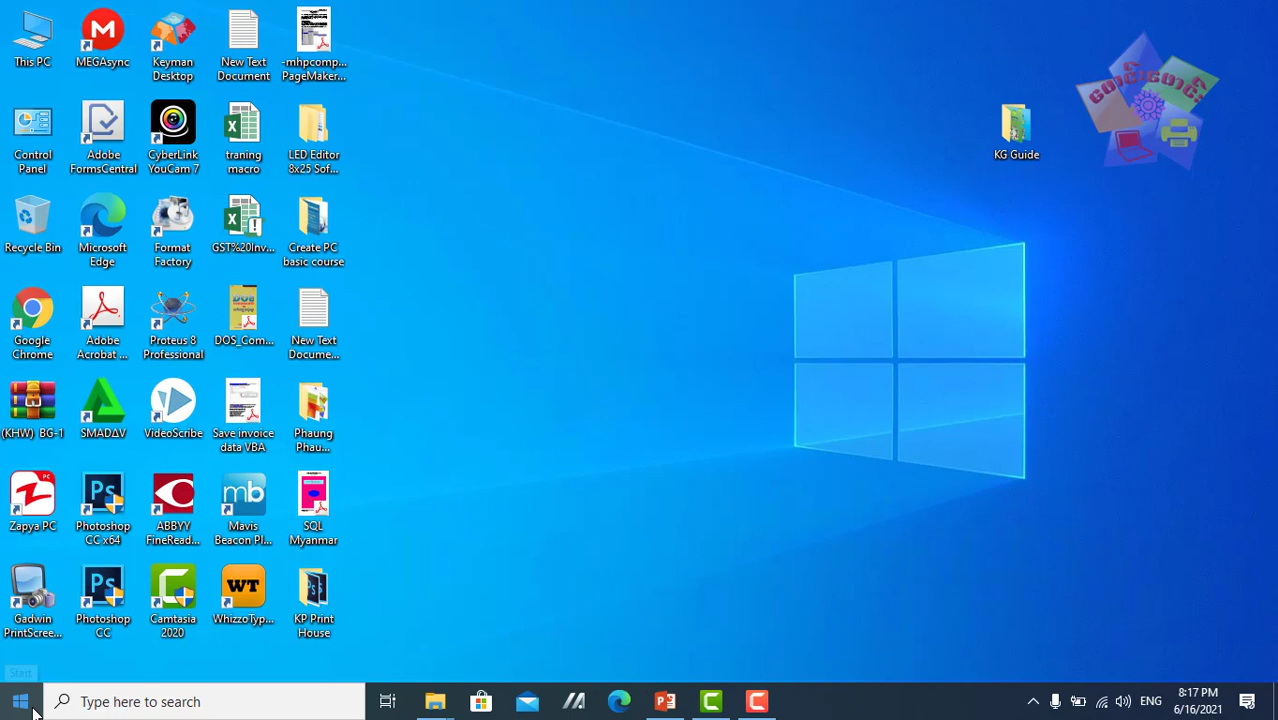 This PC
MEGAsync
Keyman
Desktop
New Text
Document
-mhpcomp...
PageMaker...
Control
Panel
Adobe
FormsCentral
CyberLink
YouCam 7
traning
macro
LED Editor
8x25 Sof...
KG Guide
Recycle Bin
Microsoft
Edge
Format
Factory
GST%20Inv...
Create PC
basic course
Google
Chrome
Adobe
Acrobat ...
Proteus 8
Professional
DOS_Com...
New Text
Docume...
(KHW) BG-1
SMADΔV
VideoScribe
Save invoice
data VBA
Phaung
Phau...
Zapya PC
Photoshop
CC x64
ABBYY
FineRead...
Mavis
Beacon Pl...
SQL
Myanmar
Gadwin
PrintScree...
Photoshop
CC
Camtasia
2020
WhizzoTyp...
KP Print
House
Start
Type here to search
ENG
8:17 PM
6/16/2021